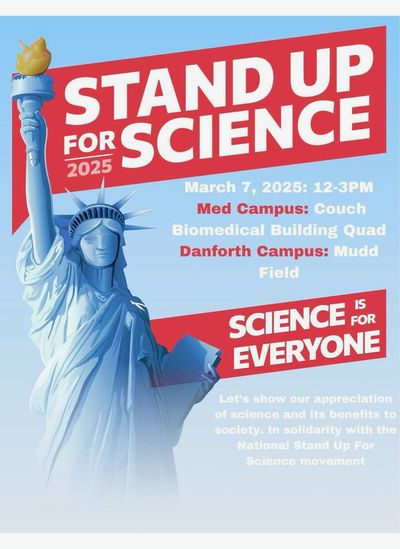 STAND UP
FOR SCIENCE
2025
March 7, 2025: 12-3PM
Med Campus: Couch
Biomedical Building Quad
Danforth Campus: Mudd
Field
SCIENCE IS FOR
EVERYONE
Let's show our appreciation
of science and its benefits to
society. In solidarity with the
National Stand Up For
Science movement